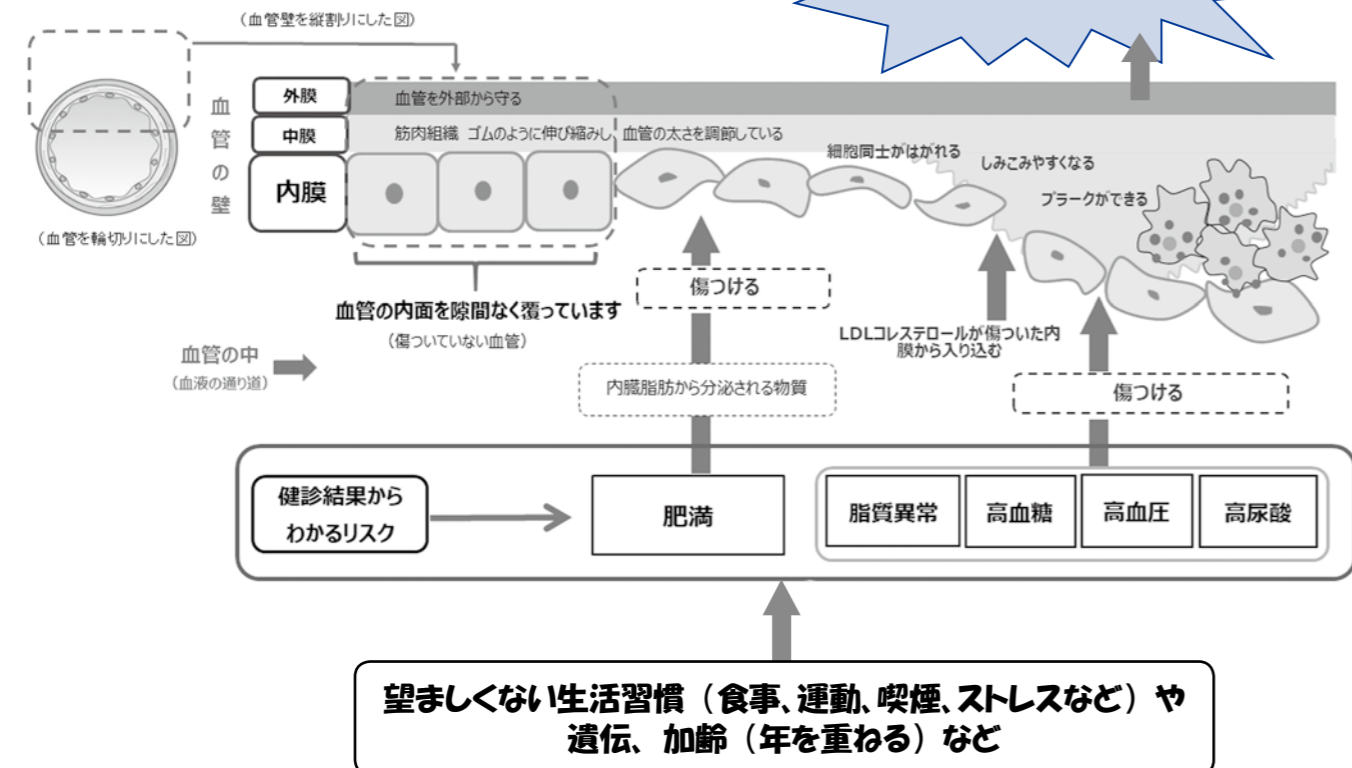 （血管壁を縦割りにした図）
血管の壁
外膜
血管を外部から守る
中膜
筋肉組織 ゴムのように伸び縮みし、血管の太さを調節している
内膜
細胞同士がはがれる
しみこみやすくなる
プラークができる
（血管を輪切りにした図）
傷つける
血管の内面を隙間なく覆っています
（傷ついていない血管）
LDLコレステロールが傷ついた内
膜から入り込む
血管の中
（血液の通り道）
内臓脂肪から分泌される物質
傷つける
健診結果から
わかるリスク
肥満
脂質異常
高血糖
高血圧
高尿酸
望ましくない生活習慣（食事、運動、喫煙、ストレスなど）や
遺伝、加齢（年を重ねる）など